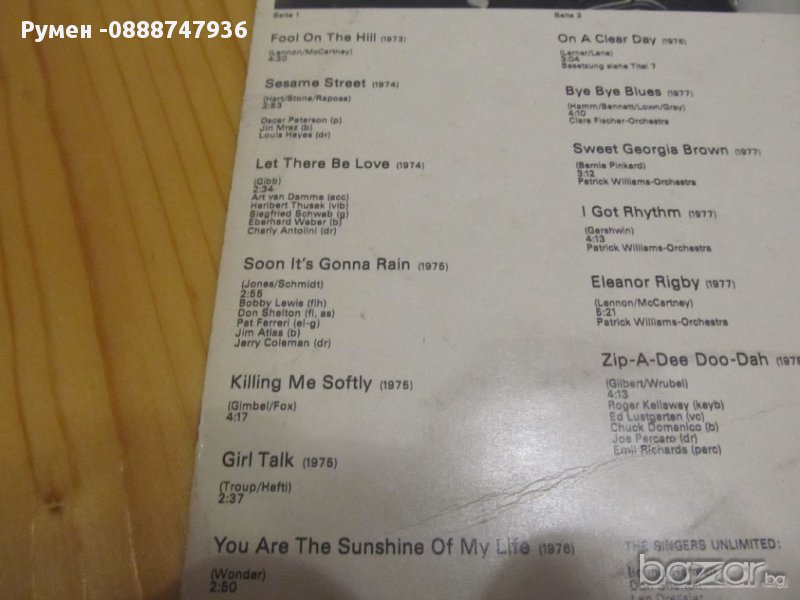 Румен -0888747936
Seite 1
Fool On The Hill (1973)
(Lennon/McCartney)
4:30
Sesame Street (1974)
(Hart/Stone/Raposa)
2:53
Oscar Peterson (p)
Jiri Mraz (b)
Louis Hayes (dr)
Let There Be Love (1974)
(Gibb)
2:34
Art van Damme (acc)
Heribert Thusek (vib)
Siegfried Schwab (g)
Eberhard Weber (b)
Charly Antolini (dr)
Soon It's Gonna Rain (1975)
(Jones/Schmidt)
2:55
Bobby Lewis (flh)
Don Shelton (fl, as)
Pat Ferreri (el-g)
Jim Atlas (b)
Jerry Coleman (dr)
Killing Me Softly (1975)
(Gimbel/Fox)
4:17
Girl Talk (1975)
(Troup/Hefti)
2:37
You Are The Sunshine Of My Life (1976)
(Wonder)
2:50
Seite 2
On A Clear Day (1975)
(Lerner/Lane)
3:04
Besetzung siehe Titel 7
Bye Bye Blues (1977)
(Hamm/Bennett/Lown/Grey)
4:10
Clare Fischer-Orchestra
Sweet Georgia Brown (1977)
(Bernie Pinkard)
3:12
Patrick Williams-Orchestra
I Got Rhythm (1977)
(Gershwin)
4:13
Patrick Williams-Orchestra
Eleanor Rigby (1977)
(Lennon/McCartney)
5:21
Patrick Williams-Orchestra
Zip-A-Dee Doo-Dah
(Gilbert/Wrubel)
4:13
Roger Kellaway (keyb)
Ed Lustgarten (vc)
Chuck Domanico (b)
Joe Porcaro (dr)
Emil Richards (perc)
THE SINGERS UNLIMITED:
Len Dresslar
bazar.bg